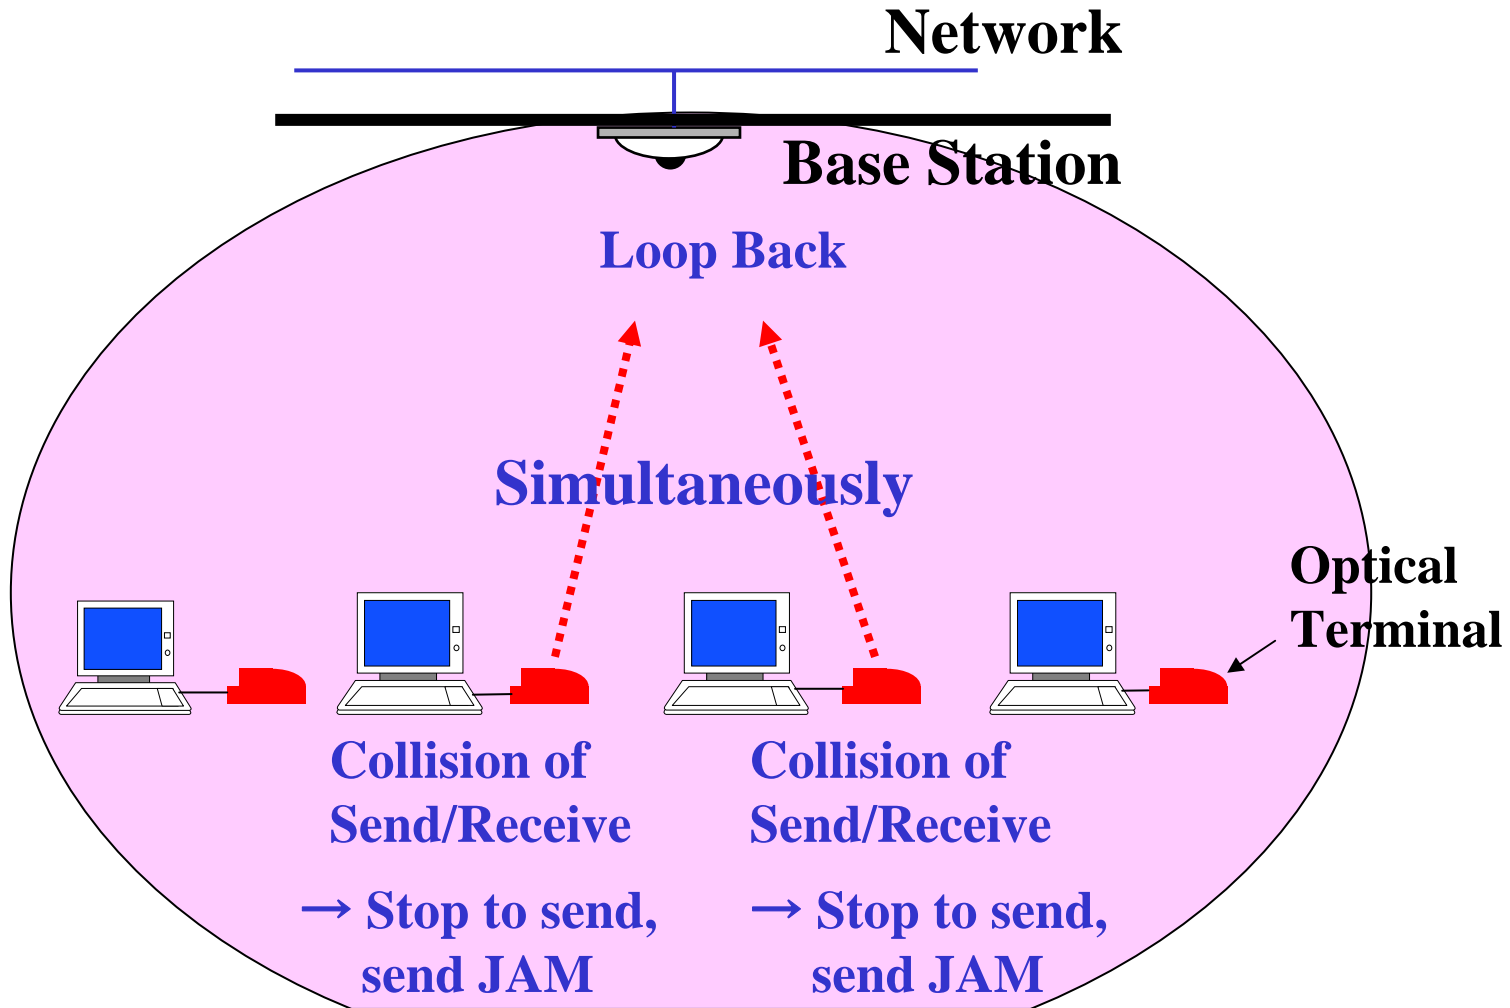 Network
Base Station
Loop Back
Simultaneously
Optical
Terminal
Collision of
Send/Receive
→ Stop to send,
send JAM
Collision of
Send/Receive
→ Stop to send,
send JAM